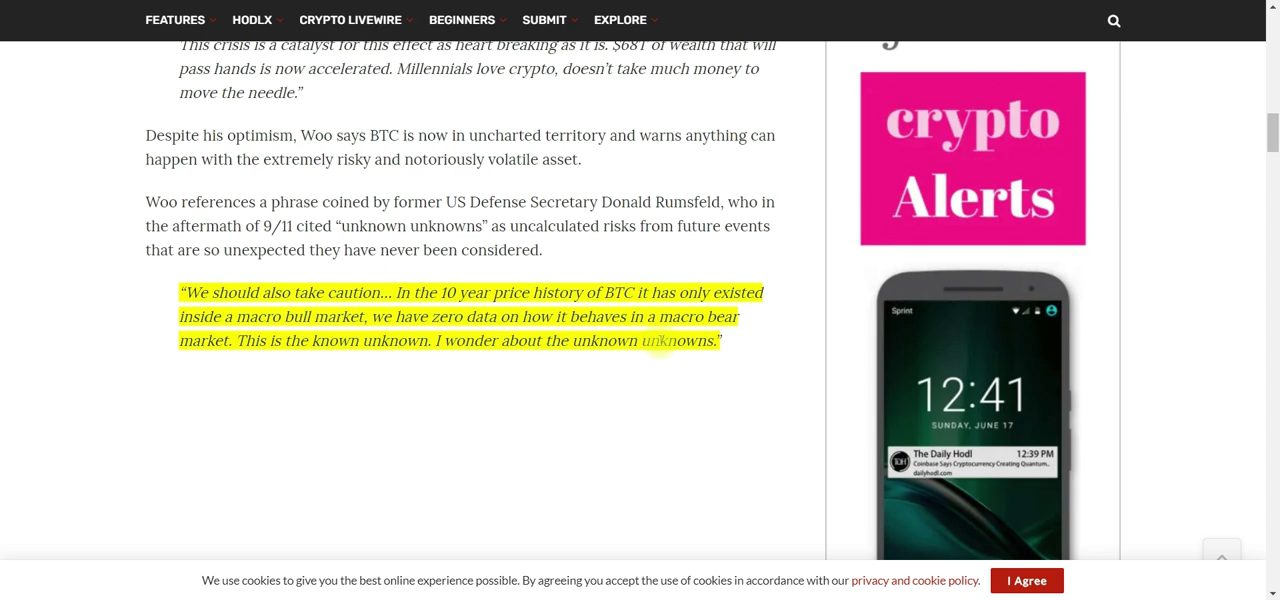 FEATURES HODLX CRYPTO LIVEWIRE BEGINNERS SUBMIT EXPLORE
This crisis is a catalyst for this effect as heart breaking as it is. $68T of wealth that will
pass hands is now accelerated. Millennials love crypto, doesn’t take much money to
move the needle.”
Despite his optimism, Woo says BTC is now in uncharted territory and warns anything can
happen with the extremely risky and notoriously volatile asset.
Woo references a phrase coined by former US Defense Secretary Donald Rumsfeld, who in
the aftermath of 9/11 cited “unknown unknowns” as uncalculated risks from future events
that are so unexpected they have never been considered.
“We should also take caution… In the 10 year price history of BTC it has only existed
inside a macro bull market, we have zero data on how it behaves in a macro bear
market. This is the known unknown. I wonder about the unknown unknowns.”
crypto
Alerts
Sprint
12:41
SUNDAY, JUNE 17
The Daily Hodl 12:39 PM
Coinbase Says Cryptocurrency Creating Quantum..
dailyhodl.com
We use cookies to give you the best online experience possible. By agreeing you accept the use of cookies in accordance with our privacy and cookie policy. I Agree